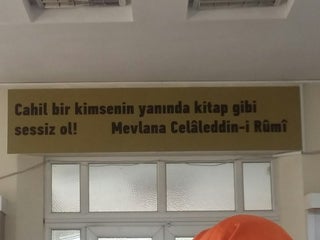 Cahil bir kimsenin yanında kitap gibi
sessiz ol! Mevlana Celâleddin-i Rûmî